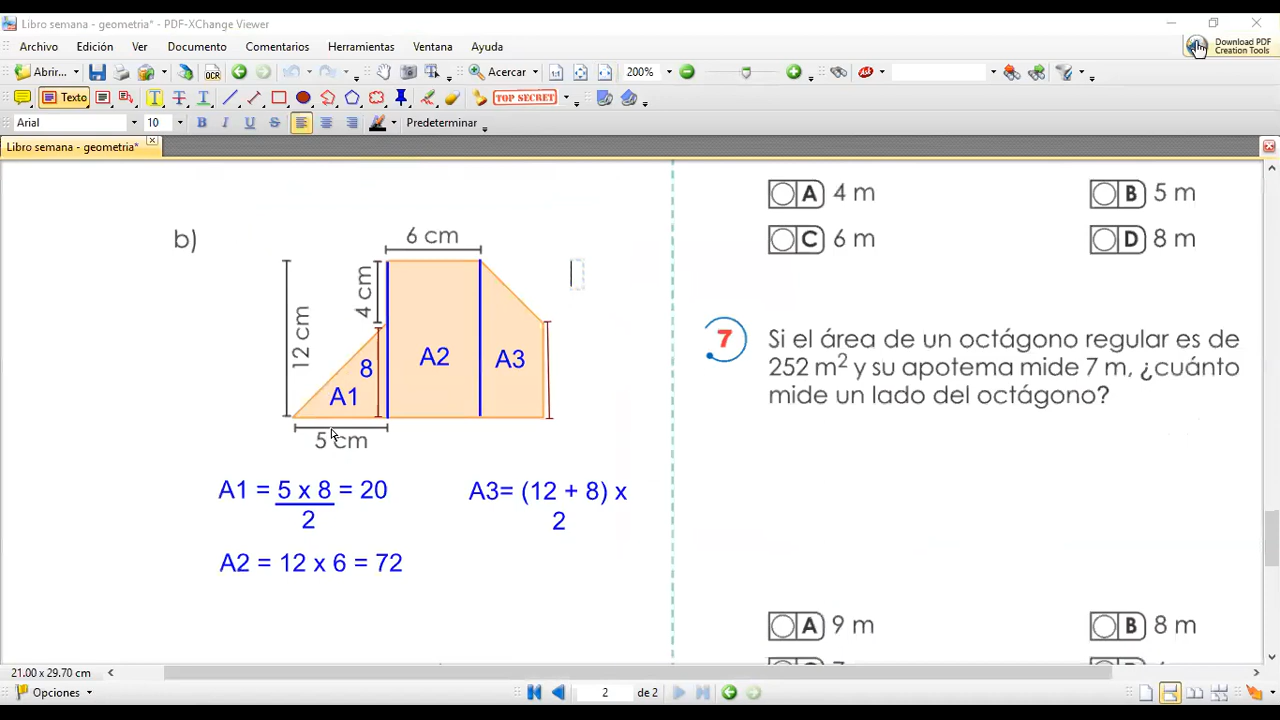 Libro semana - geometria* - PDF-XChange Viewer
Archivo Edición Ver Documento Comentarios Herramientas Ventana Ayuda
Download PDF
Creation Tools
Abrir... OCR Acercar 200%
Texto T T T TOP SECRET
Arial 10 B I U S Predeterminar
Libro semana - geometria*
b)
6 cm
4 cm
12 cm
8
A1
A2
A3
5 cm
A1 = 5 x 8 = 20
2
A3= (12 + 8) x
2
A2 = 12 x 6 = 72
A 4 m
B 5 m
C 6 m
D 8 m
7 Si el área de un octágono regular es de
252 m2 y su apotema mide 7 m, ¿cuánto
mide un lado del octágono?
A 9 m
B 8 m
21.00 x 29.70 cm
Opciones 2 de 2